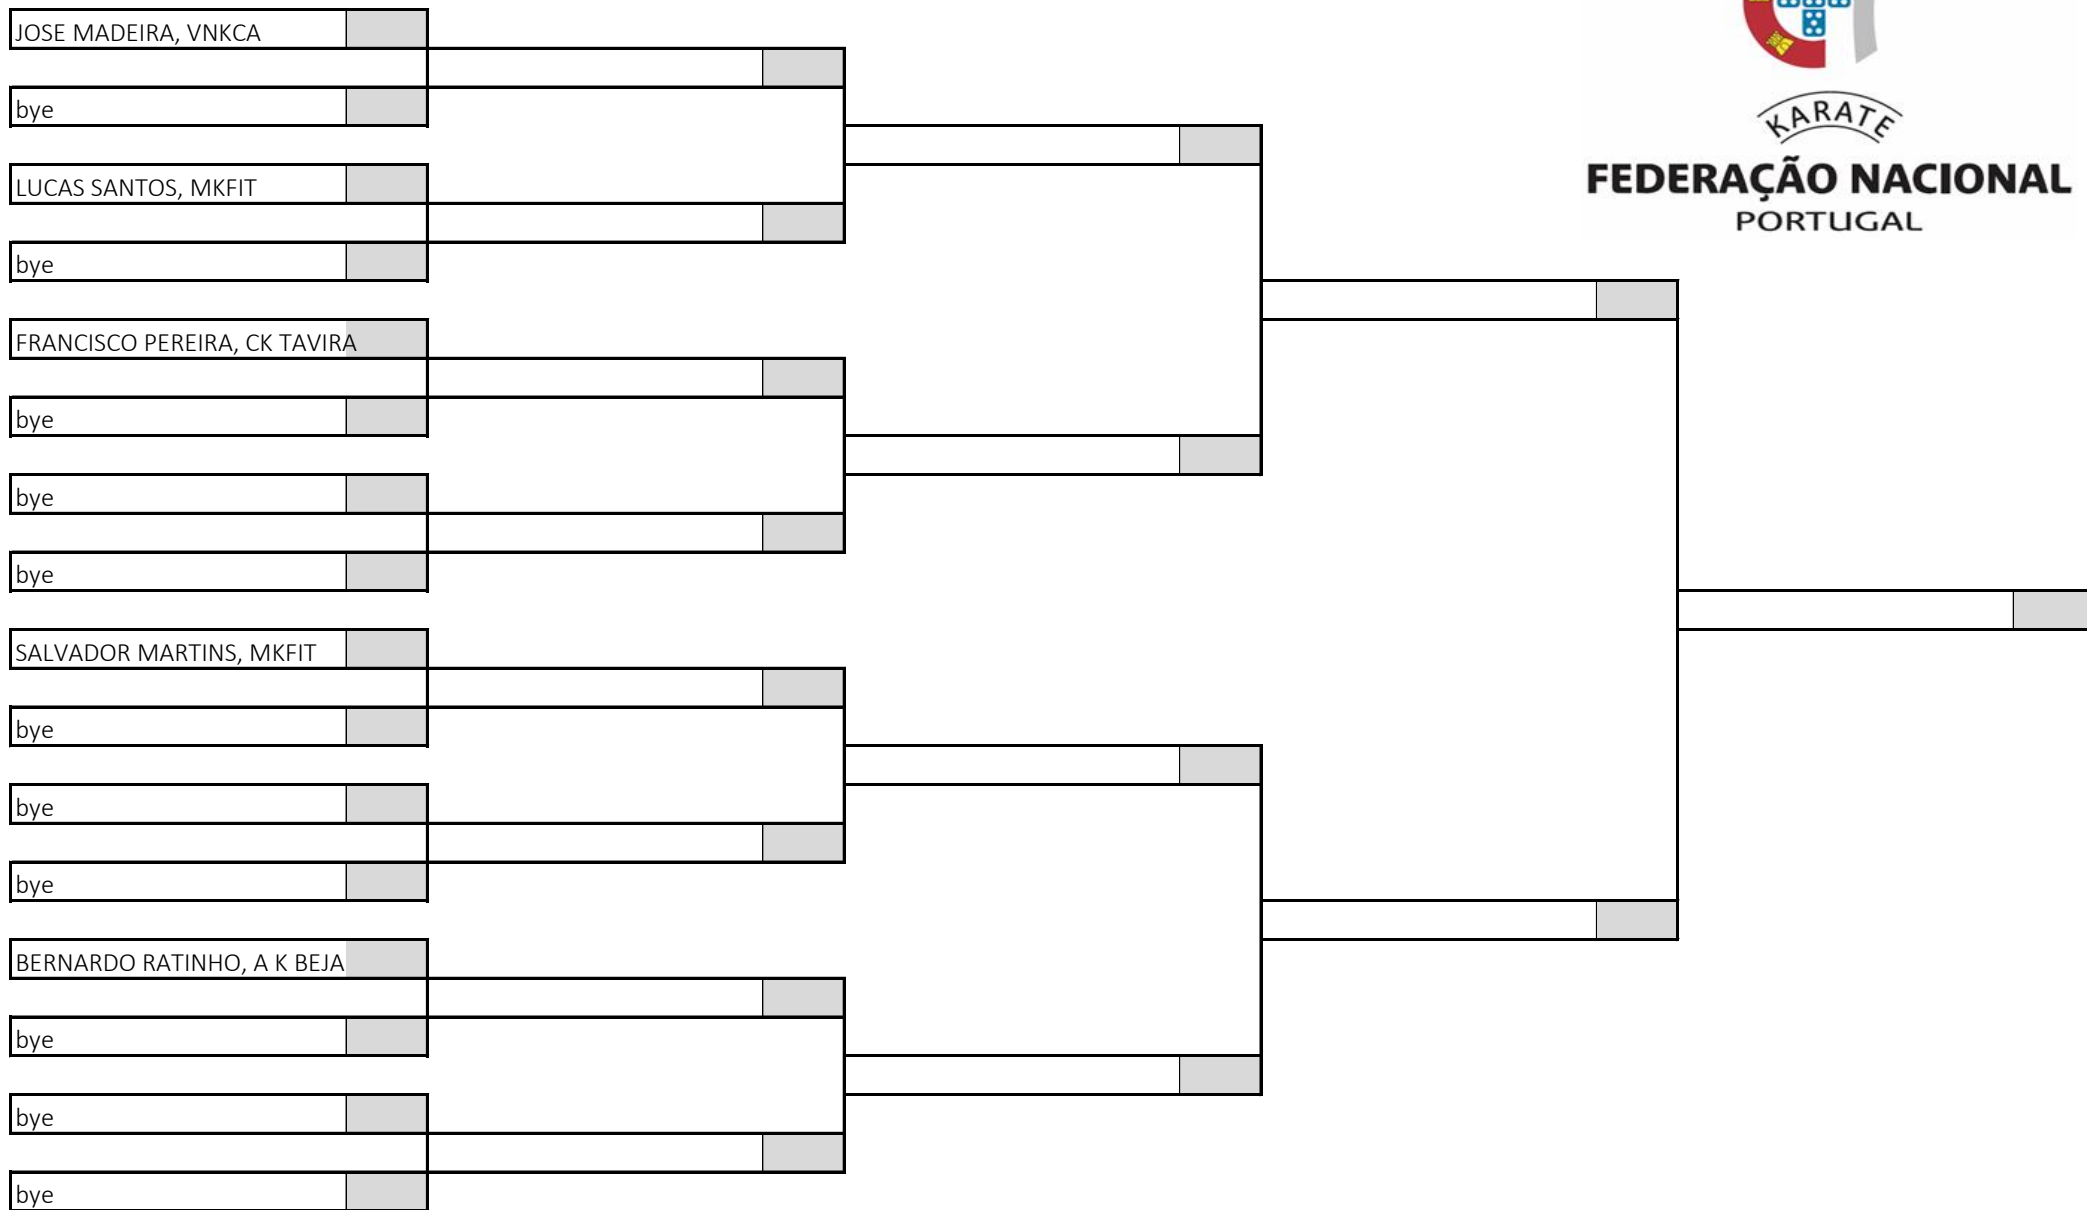 JOSE MADEIRA, VNKCA
bye
LUCAS SANTOS, MKFIT
bye
FRANCISCO PEREIRA, CK TAVIRA
bye
bye
bye
SALVADOR MARTINS, MKFIT
bye
bye
bye
BERNARDO RATINHO, A K BEJA
bye
bye
bye
KARATE
FEDERAÇÃO NACIONAL
PORTUGAL